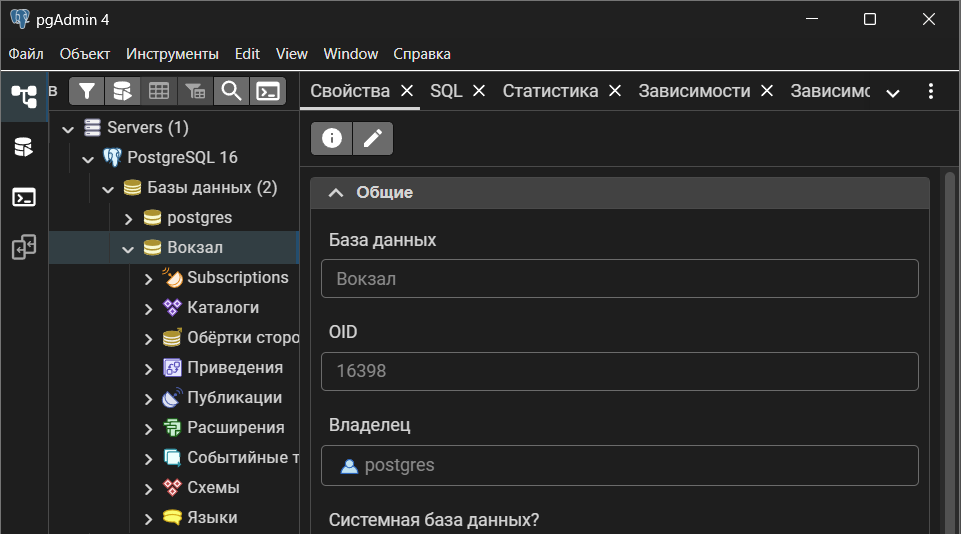 pgAdmin 4
Файл Объект Инструменты Edit View Window Справка
в
Свойства SQL Статистика Зависимости Зависимо
Servers (1)
PostgreSQL 16
Базы данных (2)
postgres
Вокзал
Subscriptions
Каталоги
Обёртки сторо
Приведения
Публикации
Расширения
Событийные т
Схемы
Языки
Общие
База данных
Вокзал
OID
16398
Владелец
postgres
Системная база данных?